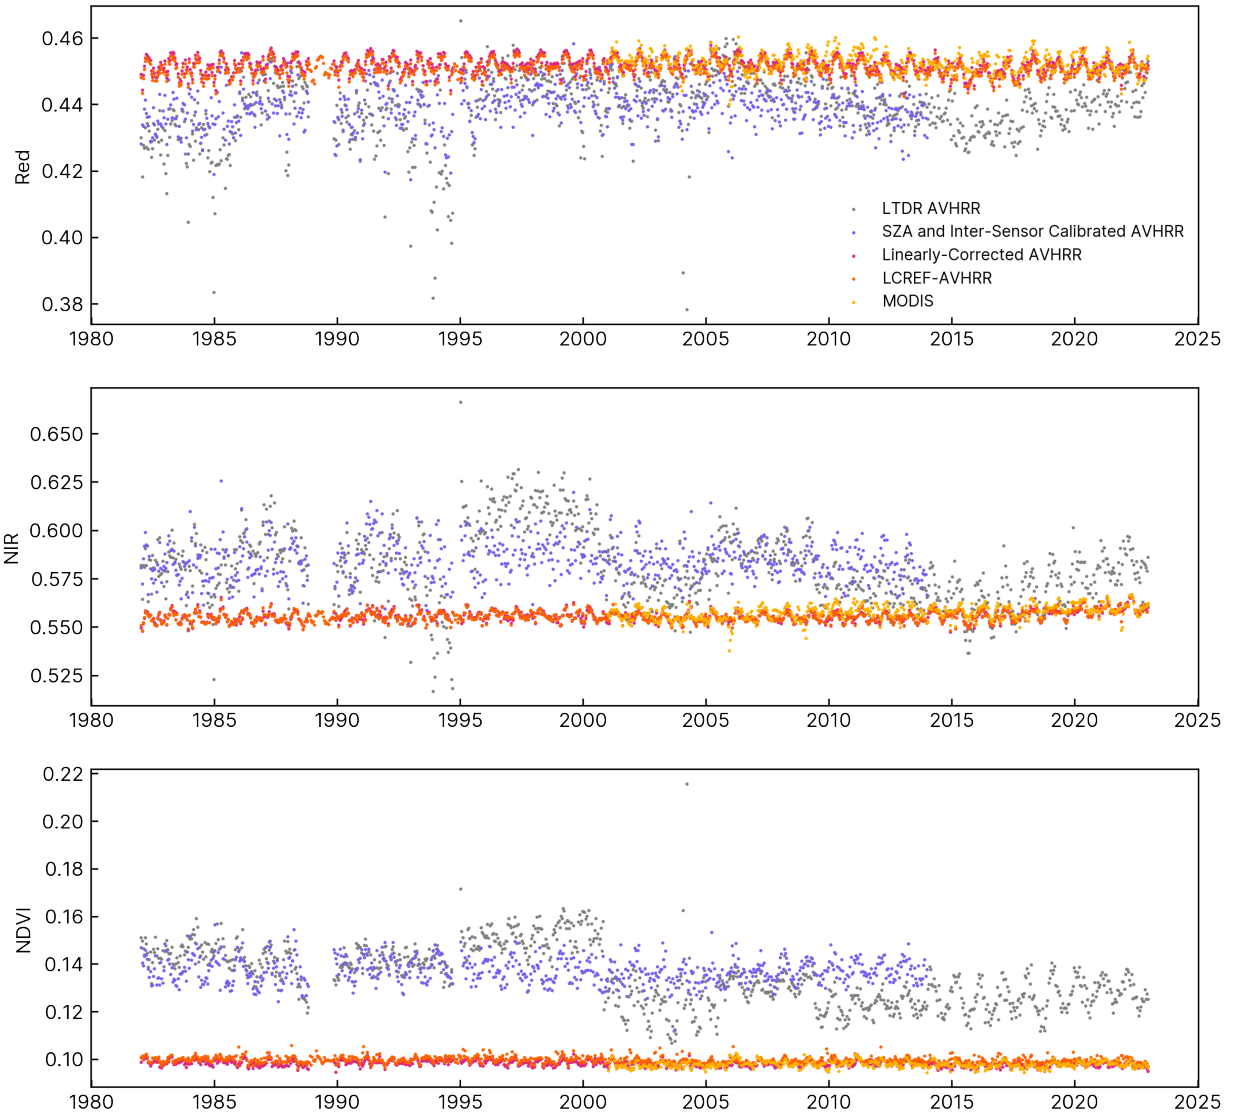 0.46
0.44
0.42
0.40
0.38
Red
LTDR AVHRR
SZA and Inter-Sensor Calibrated AVHRR
Linearly-Corrected AVHRR
LCREF-AVHRR
MODIS
1980 1985 1990 1995 2000 2005 2010 2015 2020 2025
0.650
0.625
0.600
0.575
0.550
0.525
NIR
1980 1985 1990 1995 2000 2005 2010 2015 2020 2025
0.22
0.20
0.18
0.16
0.14
0.12
0.10
NDVI
1980 1985 1990 1995 2000 2005 2010 2015 2020 2025